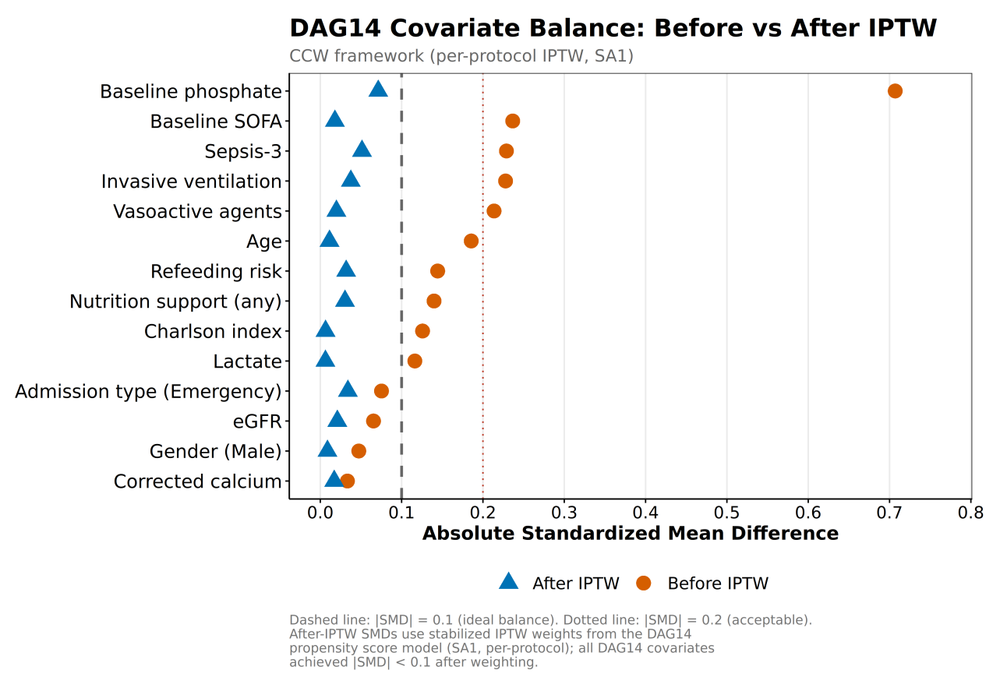 DAG14 Covariate Balance: Before vs After IPTW
CCW framework (per-protocol IPTW, SA1)
Baseline phosphate
Baseline SOFA
Sepsis-3
Invasive ventilation
Vasoactive agents
Age
Refeeding risk
Nutrition support (any)
Charlson index
Lactate
Admission type (Emergency)
eGFR
Gender (Male)
Corrected calcium
0.0 0.1 0.2 0.3 0.4 0.5 0.6 0.7 0.8
Absolute Standardized Mean Difference
After IPTW Before IPTW
Dashed line: |SMD| = 0.1 (ideal balance). Dotted line: |SMD| = 0.2 (acceptable).
After-IPTW SMDs use stabilized IPTW weights from the DAG14
propensity score model (SA1, per-protocol); all DAG14 covariates
achieved |SMD| < 0.1 after weighting.